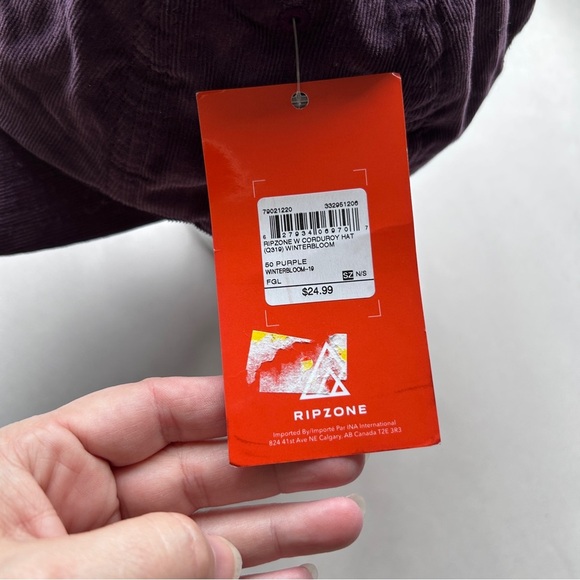 79021220 332951206
6 27934 06970 7
RIPZONE W CORDUROY HAT
(Q319) WINTERBLOOM
50 PURPLE
WINTERBLOOM-19
FGL SZ N/S
$24.99
RIPZONE
Imported By/Importe Par INA International
824 41st Ave NE Calgary, AB Canada T2E 3R3